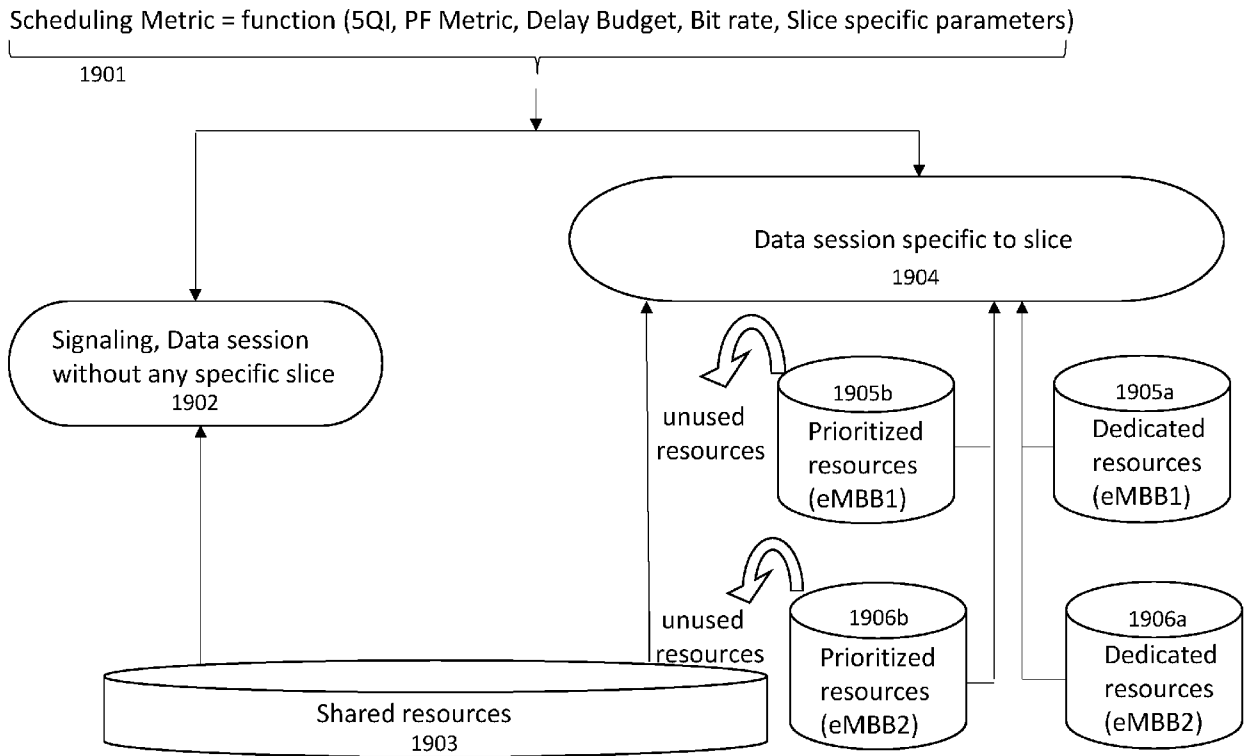 Scheduling Metric = function (5QI, PF Metric, Delay Budget, Bit rate, Slice specific parameters)
1901
Data session specific to slice
1904
Signaling, Data session
without any specific slice
1902
unused
resources
1905b
Prioritized
resources
(eMBB1)
1905a
Dedicated
resources
(eMBB1)
unused
resources
1906b
Prioritized
resources
(eMBB2)
1906a
Dedicated
resources
(eMBB2)
Shared resources
1903